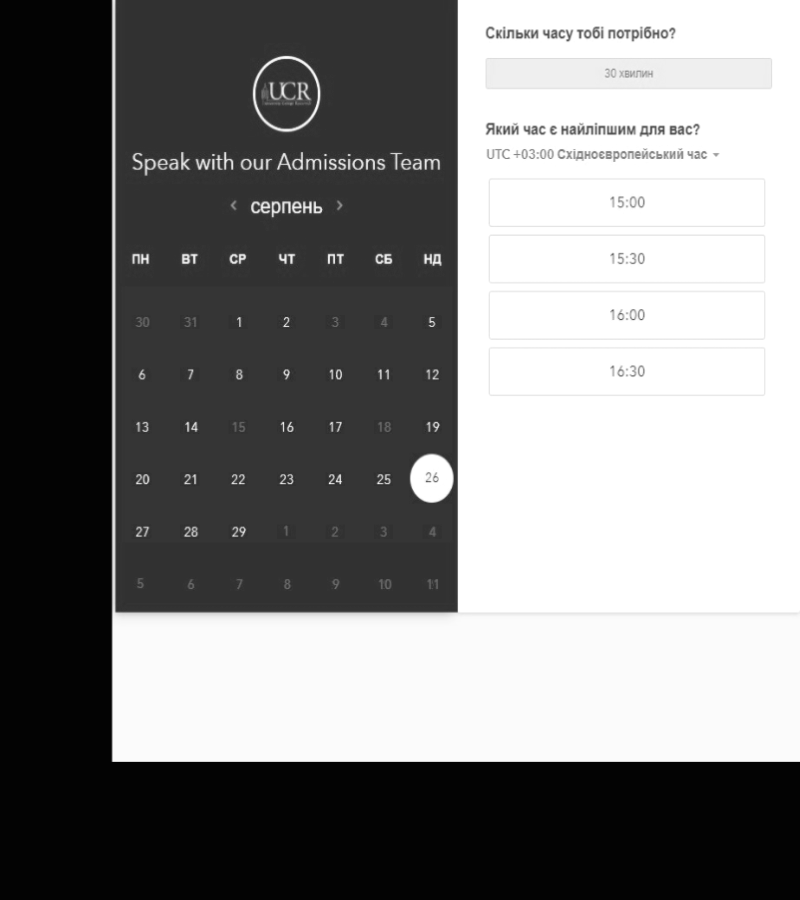 UCR
Speak with our Admissions Team
< серпень >
ПН ВТ СР ЧТ ПТ СБ НД
30 31 1 2 3 4 5
6 7 8 9 10 11 12
13 14 15 16 17 18 19
20 21 22 23 24 25 26
27 28 29 1 2 3 4
5 6 7 8 9 10 11
Скільки часу тобі потрібно?
30 хвилин
Який час є найліпшим для вас?
UTC +03:00 Східноєвропейський час
15:00
15:30
16:00
16:30